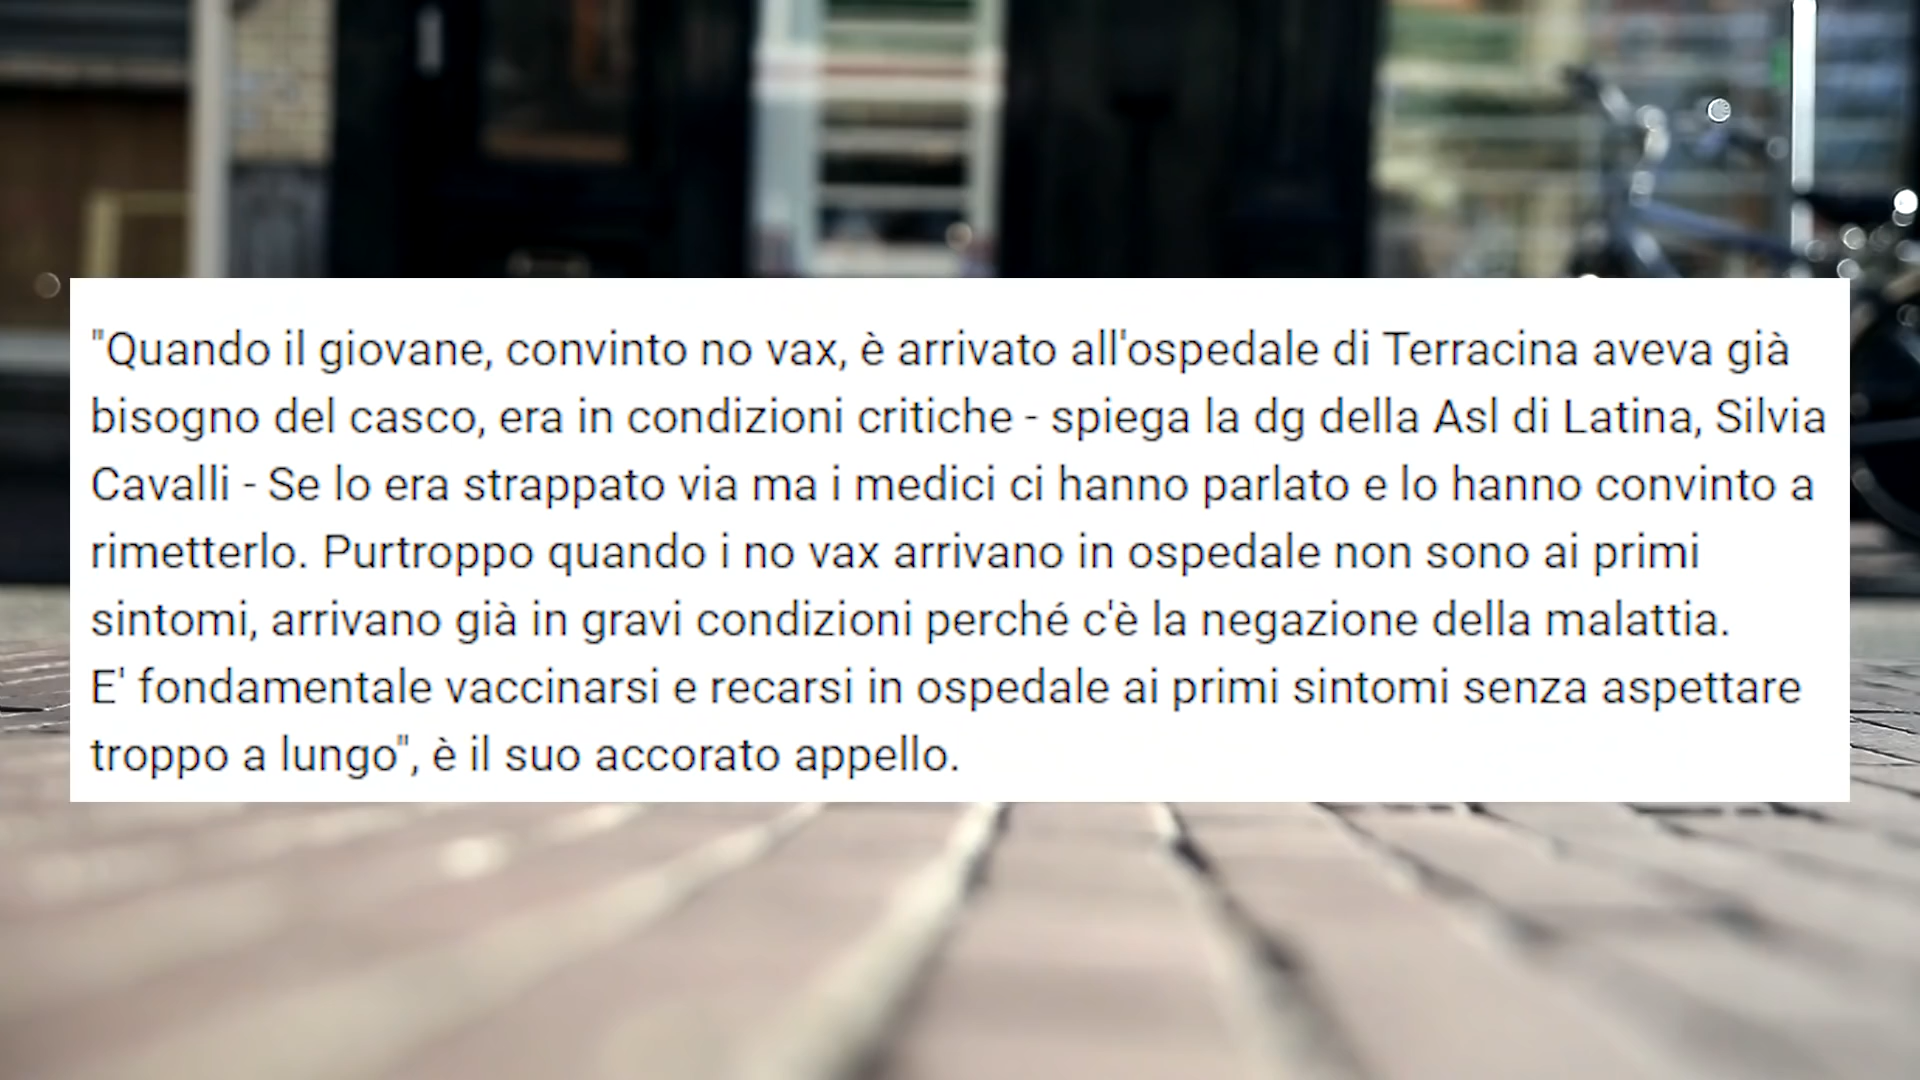 "Quando il giovane, convinto no vax, è arrivato all'ospedale di Terracina aveva già
bisogno del casco, era in condizioni critiche - spiega la dg della Asl di Latina, Silvia
Cavalli - Se lo era strappato via ma i medici ci hanno parlato e lo hanno convinto a
rimetterlo. Purtroppo quando i no vax arrivano in ospedale non sono ai primi
sintomi, arrivano già in gravi condizioni perché c'è la negazione della malattia.
E' fondamentale vaccinarsi e recarsi in ospedale ai primi sintomi senza aspettare
troppo a lungo", è il suo accorato appello.